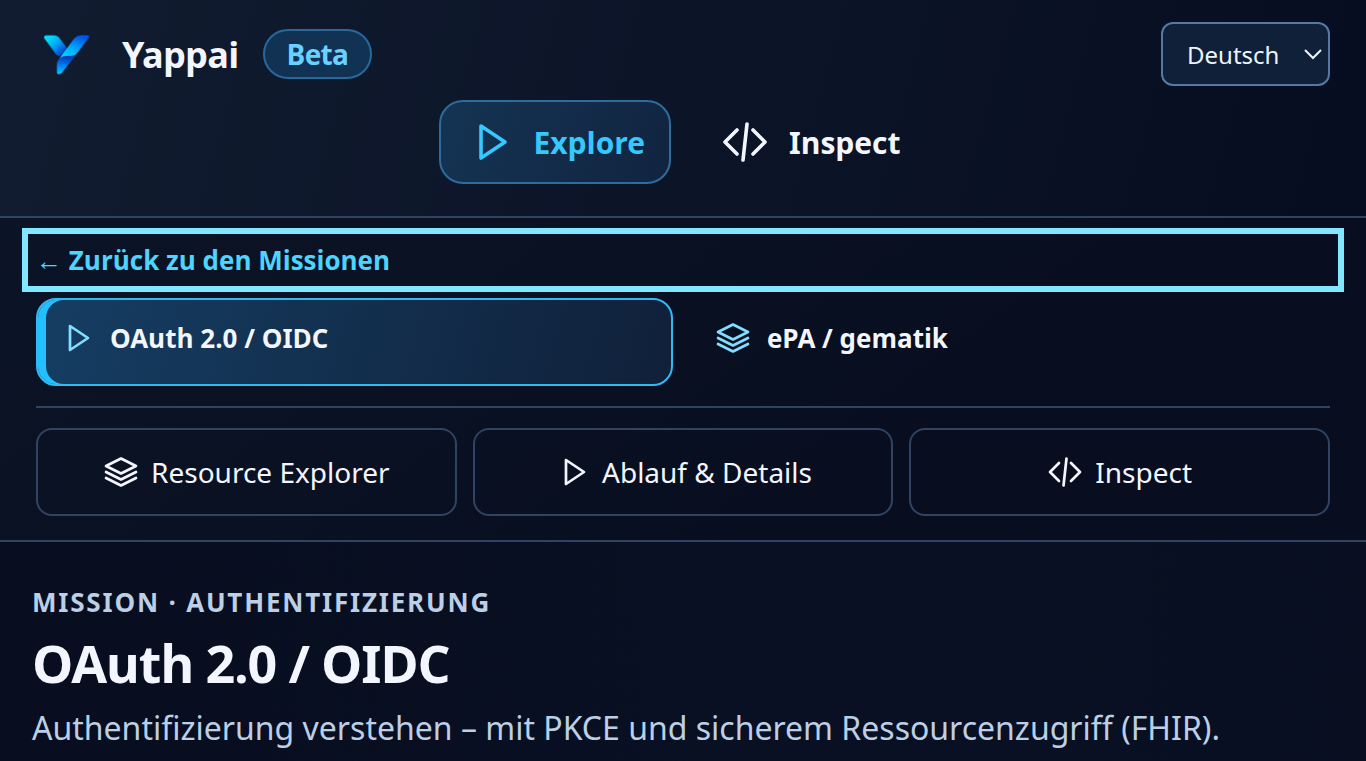 Yappai Beta Deutsch
Explore Inspect
← Zurück zu den Missionen
OAuth 2.0 / OIDC ePA / gematik
Resource Explorer Ablauf & Details Inspect
MISSION · AUTHENTIFIZIERUNG
OAuth 2.0 / OIDC
Authentifizierung verstehen – mit PKCE und sicherem Ressourcenzugriff (FHIR).